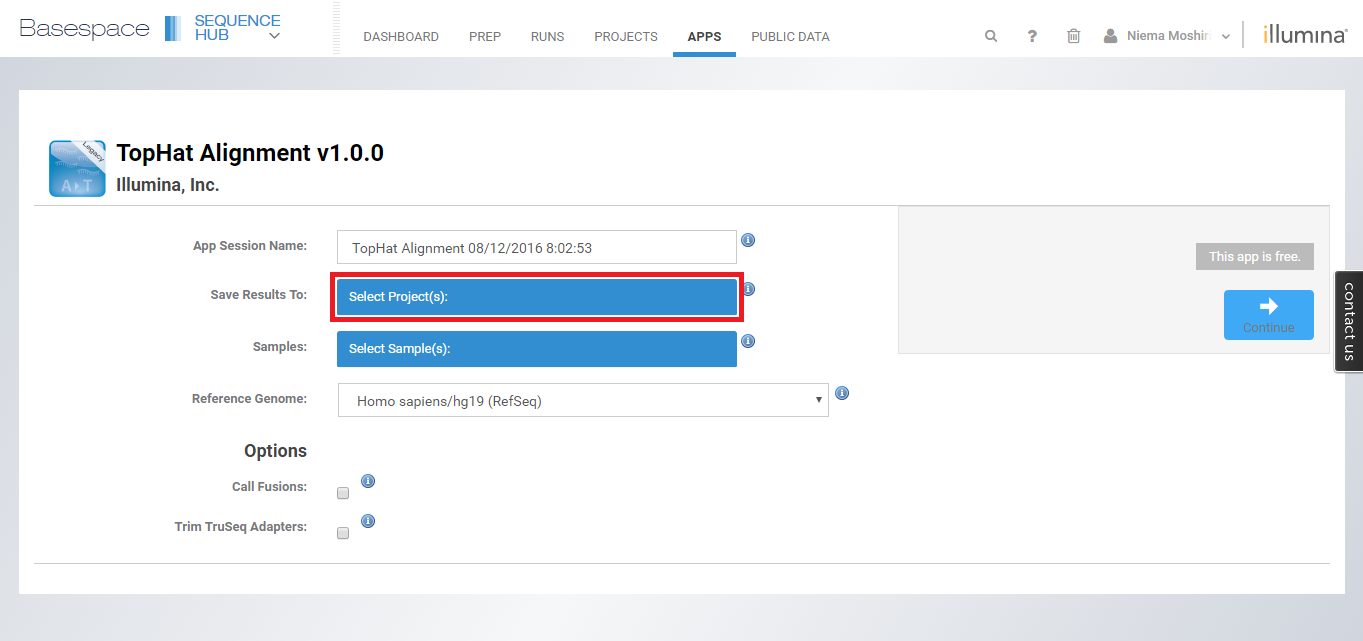 Basespace
SEQUENCE
HUB
DASHBOARD PREP RUNS PROJECTS APPS PUBLIC DATA
? Niema Moshiri
illumina®
Legacy
A T
TopHat Alignment v1.0.0
Illumina, Inc.
App Session Name: TopHat Alignment 08/12/2016 8:02:53
This app is free.
Save Results To: Select Project(s):
Continue
contact us
Samples: Select Sample(s):
Reference Genome: Homo sapiens/hg19 (RefSeq)
Options
Call Fusions:
Trim TruSeq Adapters: